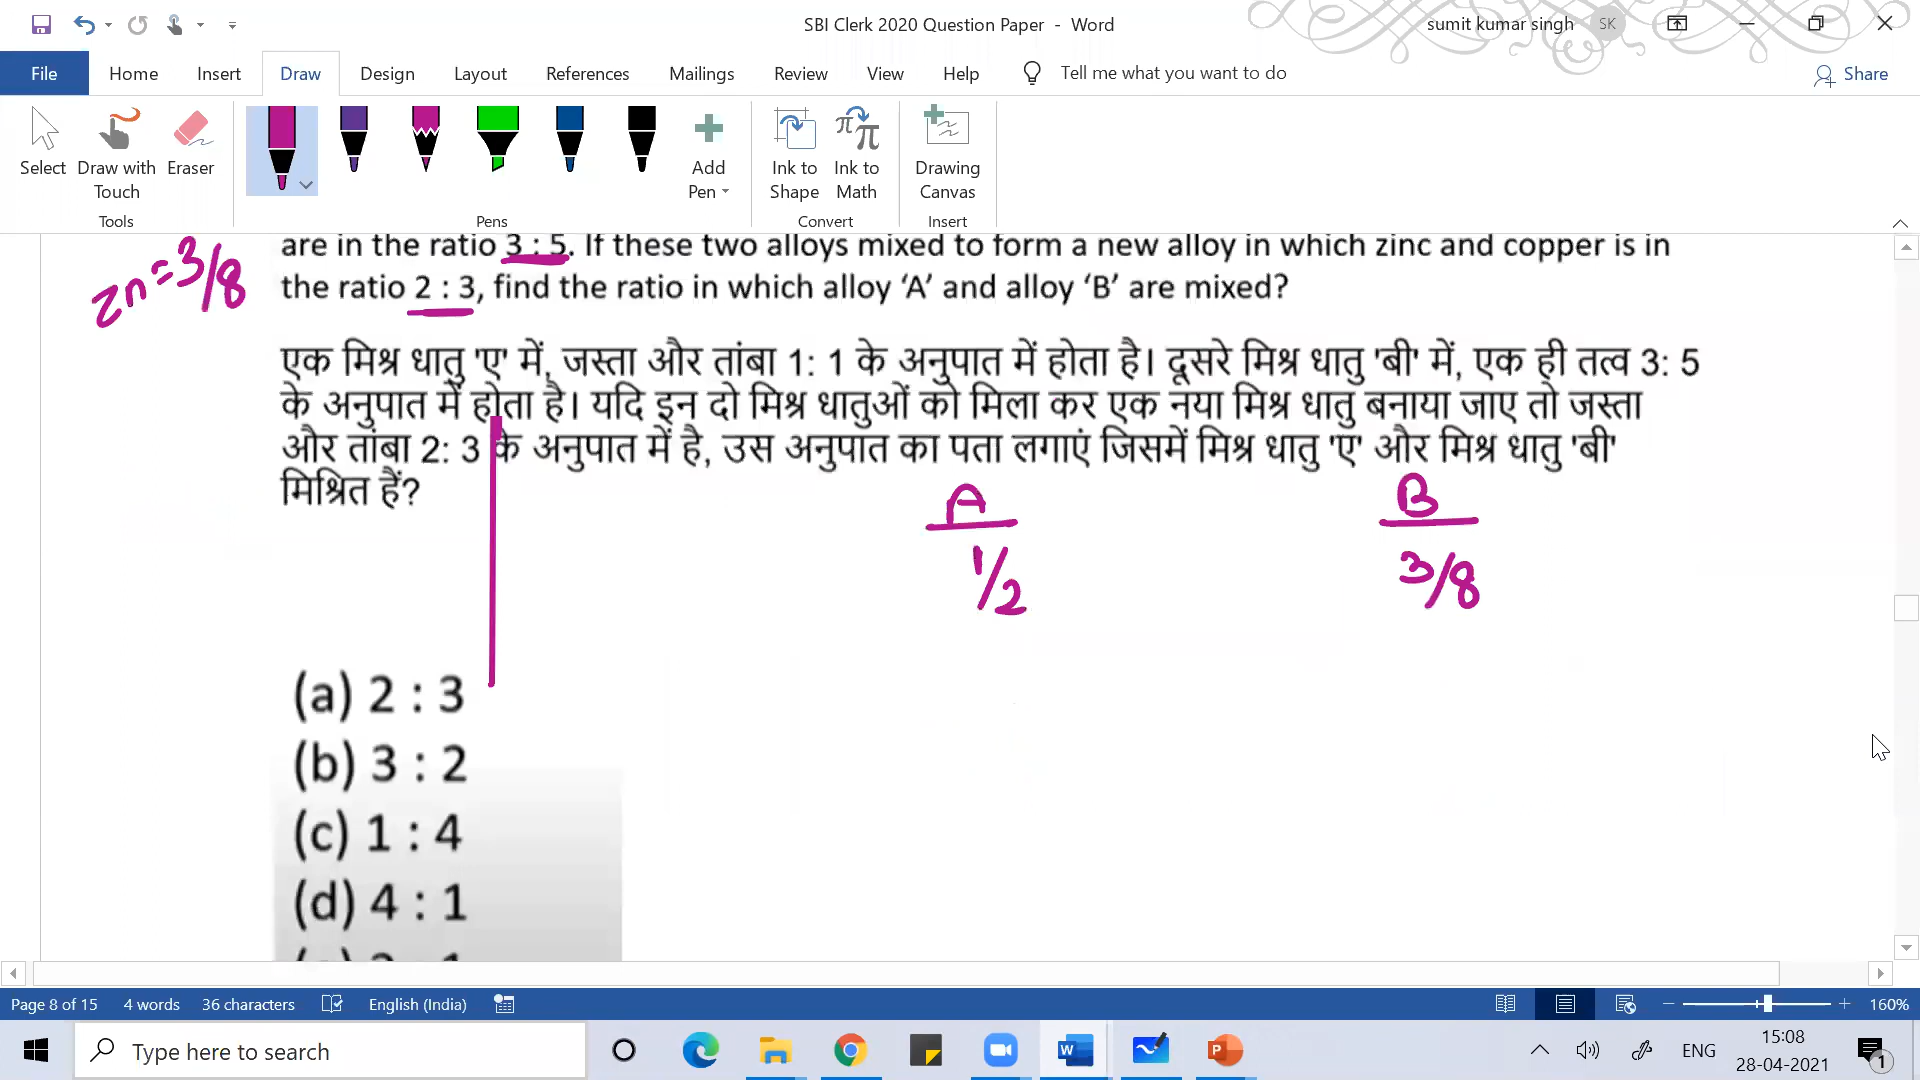 SBI Clerk 2020 Question Paper - Word
sumit kumar singh SK
File Home Insert Draw Design Layout References Mailings Review View Help Tell me what you want to do Share
Select Draw with Touch Eraser Add Pen Ink to Shape Ink to Math Drawing Canvas
Tools Pens Convert Insert
are in the ratio 3 : 5. If these two alloys mixed to form a new alloy in which zinc and copper is in
the ratio 2 : 3, find the ratio in which alloy ‘A’ and alloy ‘B’ are mixed?
zn=3/8
एक मिश्र धातु 'ए' में, जस्ता और तांबा 1: 1 के अनुपात में होता है। दूसरे मिश्र धातु 'बी' में, एक ही तत्व 3: 5
के अनुपात में होता है। यदि इन दो मिश्र धातुओं को मिला कर एक नया मिश्र धातु बनाया जाए तो जस्ता
और तांबा 2: 3 के अनुपात में है, उस अनुपात का पता लगाएं जिसमें मिश्र धातु 'ए' और मिश्र धातु 'बी'
मिश्रित हैं?
A B
1/2 3/8
(a) 2 : 3
(b) 3 : 2
(c) 1 : 4
(d) 4 : 1
Page 8 of 15 4 words 36 characters English (India) 160%
Type here to search
ENG
15:08
28-04-2021
1